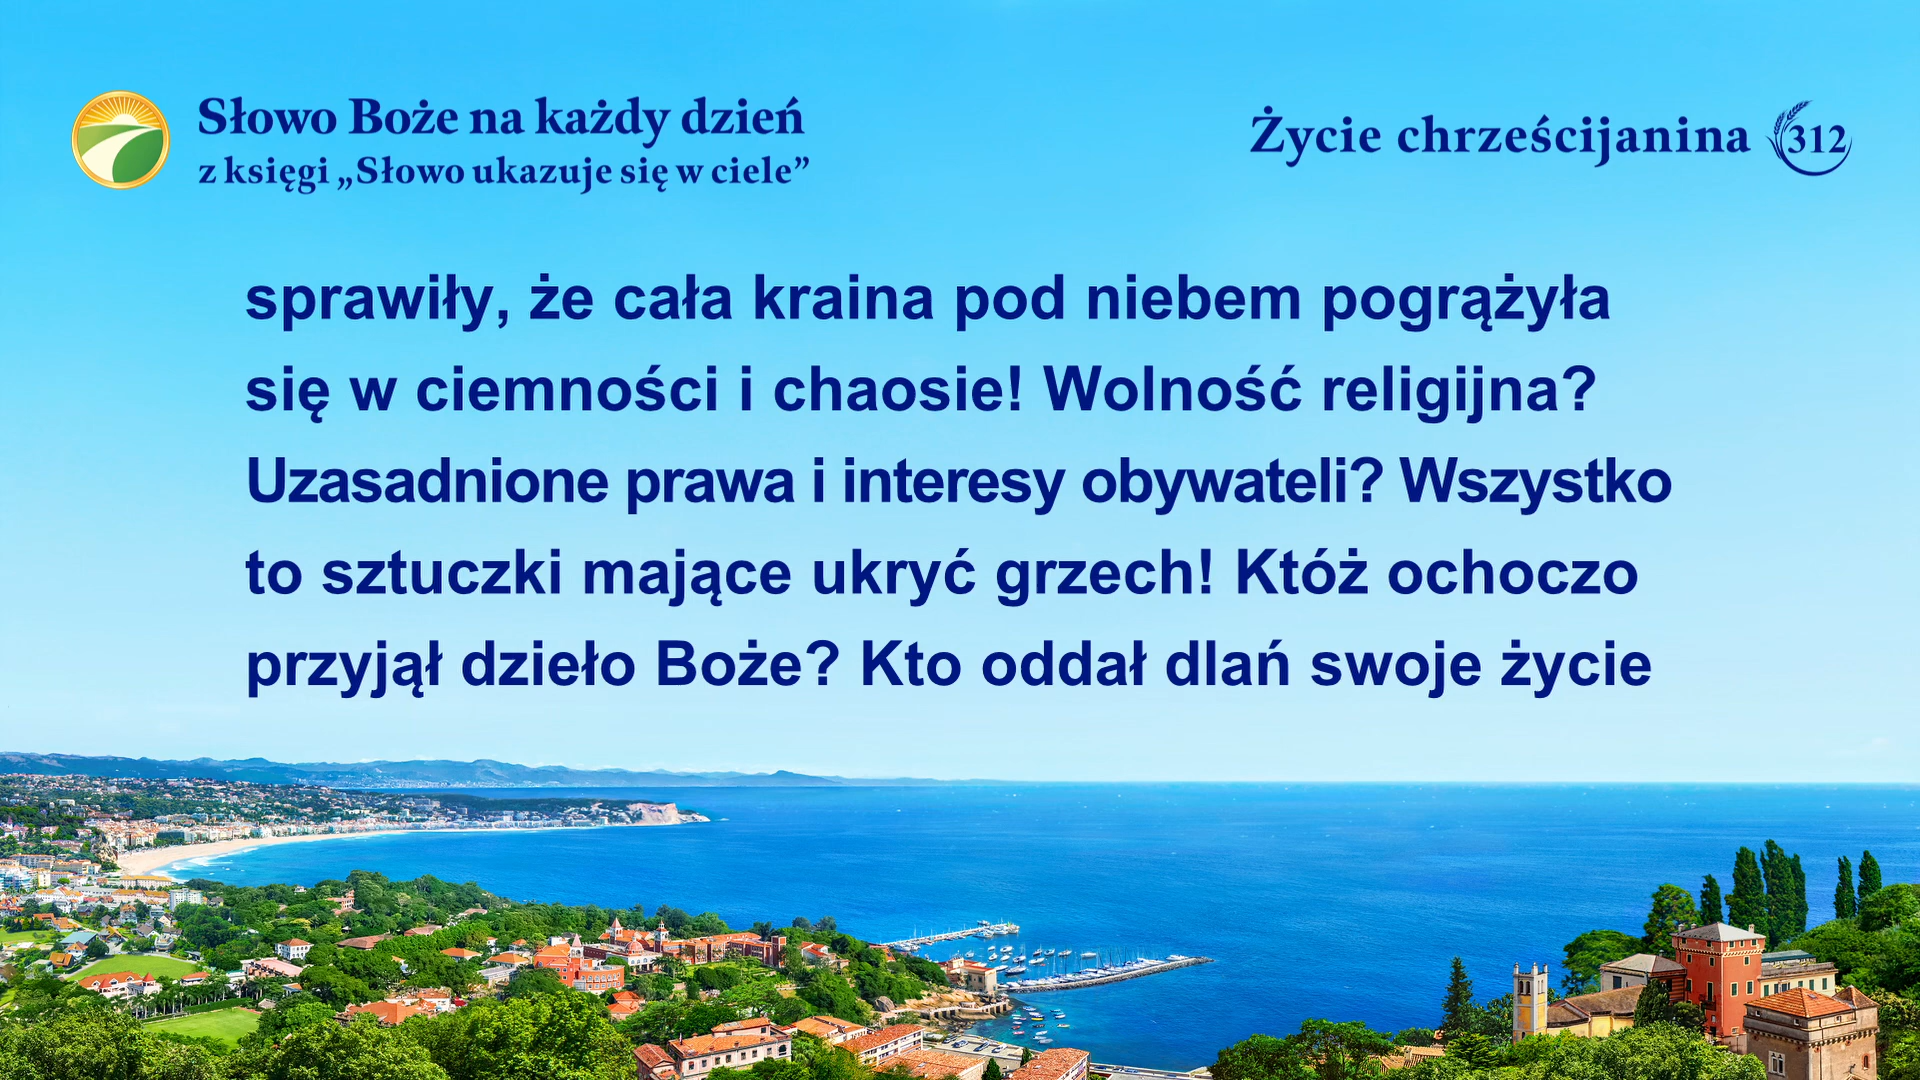 Słowo Boże na każdy dzień
z księgi „Słowo ukazuje się w ciele”
Życie chrześcijanina 312
sprawiły, że cała kraina pod niebem pogrążyła
się w ciemności i chaosie! Wolność religijna?
Uzasadnione prawa i interesy obywateli? Wszystko
to sztuczki mające ukryć grzech! Któż ochoczo
przyjął dzieło Boże? Kto oddał dlań swoje życie